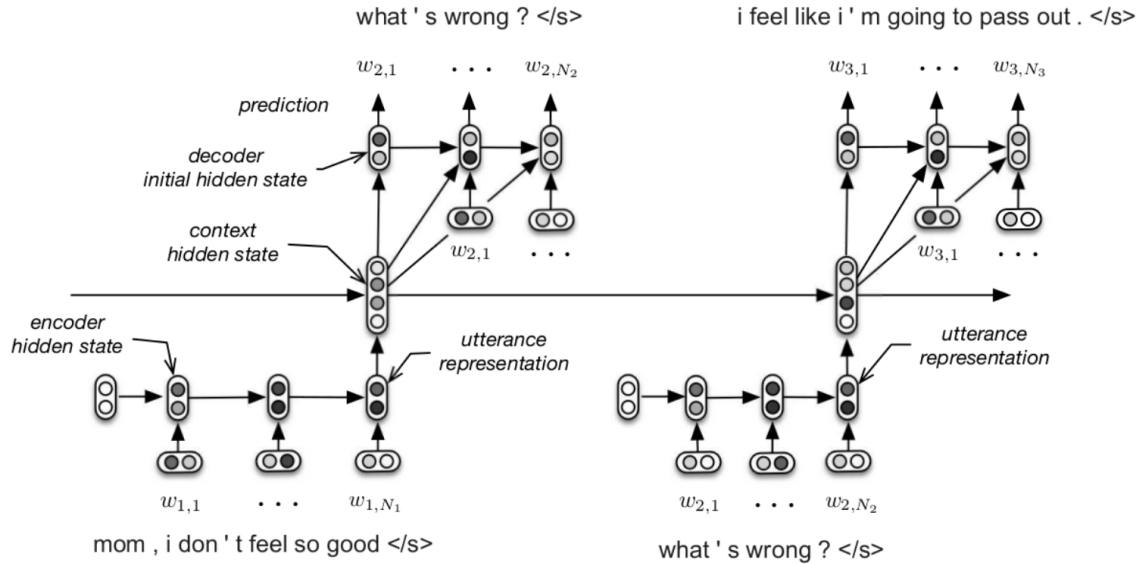 what ' s wrong ? </s>
i feel like i ' m going to pass out . </s>
w2,1 · · · w2,N2
w3,1 · · · w3,N3
prediction
decoder
initial hidden state
context
hidden state
w2,1 · · ·
w3,1 · · ·
encoder
hidden state
utterance
representation
utterance
representation
w1,1 · · · w1,N1
w2,1 · · · w2,N2
mom , i don ' t feel so good </s>
what ' s wrong ? </s>